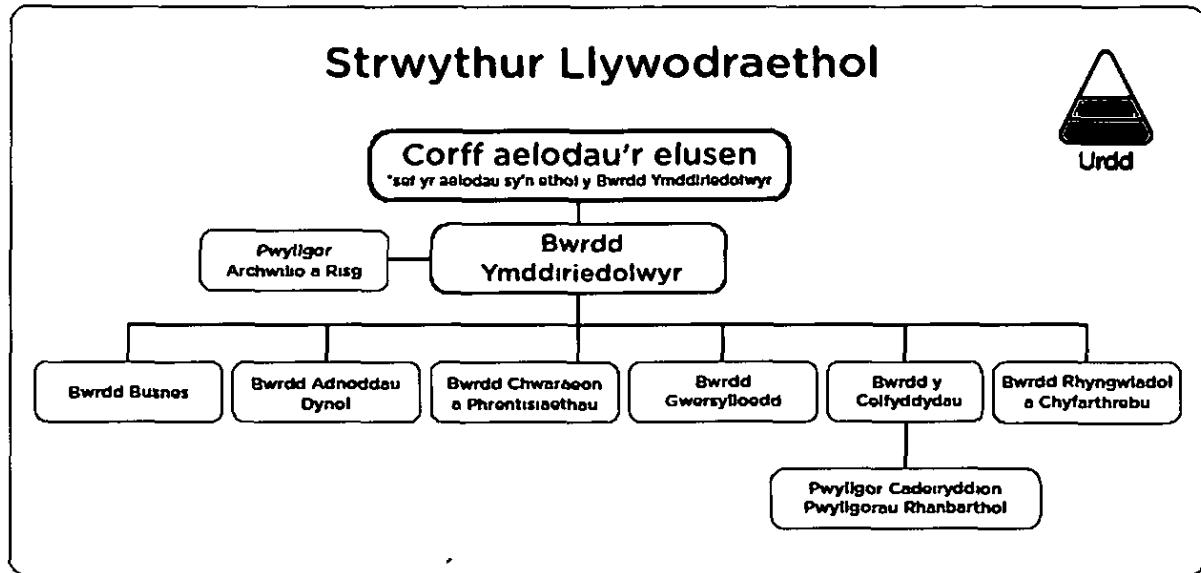 Strwythur Llywodraethol
Urdd
Corff aelodau'r elusen
*sef yr aelodau sy'n ethol y Bwrdd Ymddiriedolwyr
Pwyllgor
Archwilio a Risg
Bwrdd
Ymddiriedolwyr
Bwrdd Busnes
Bwrdd Adnoddau
Dynol
Bwrdd Chwaraeon
a Phrentisiaethau
Bwrdd
Gwersylloedd
Bwrdd y
Celfyddydau
Bwrdd Rhyngwladol
a Chyfarthrebu
Pwyllgor Cadeiryddion
Pwyllgorau Rhanbarthol